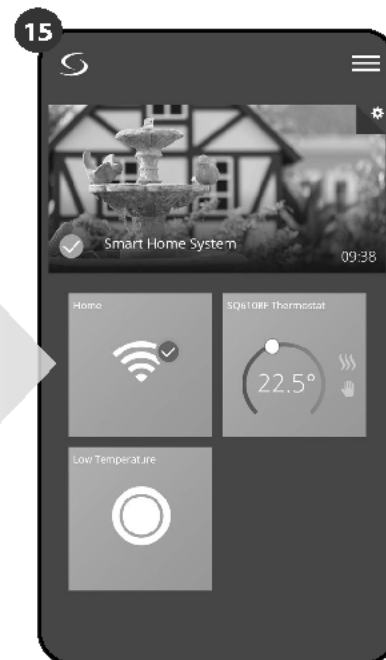 15
Smart Home System
09:38
Home
SQ610RF Thermostat
22.5°
Low Temperature